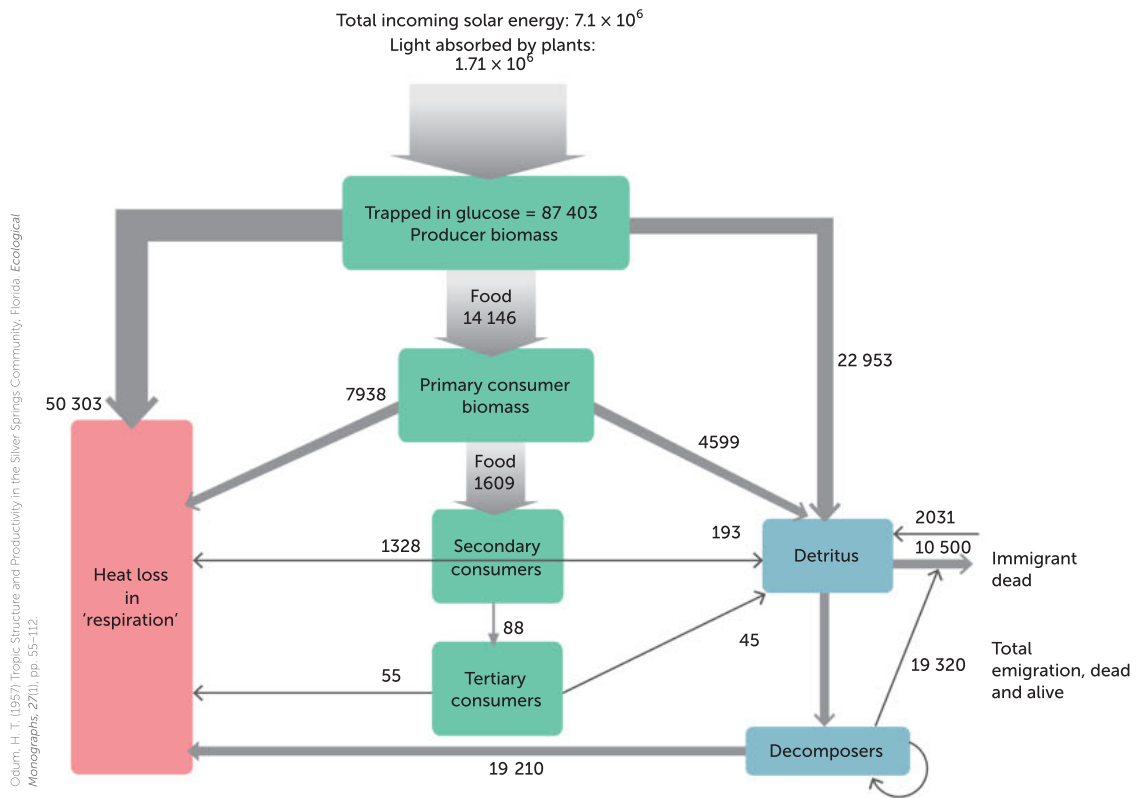 Total incoming solar energy: 7.1 × 10⁶
Light absorbed by plants:
1.71 × 10⁶
Trapped in glucose = 87 403
Producer biomass
Food
14 146
22 953
Primary consumer
biomass
7938
50 303
4599
Food
1609
2031
193
1328
Secondary
consumers
10 500
Detritus
Immigrant
dead
Heat loss
in
‘respiration’
88
45
55
Tertiary
consumers
19 320
Total
emigration, dead
and alive
Decomposers
19 210
Odum, H. T. (1957) Tropic Structure and Productivity in the Silver Springs Community, Florida. Ecological
Monographs, 27(1), pp. 55–112.